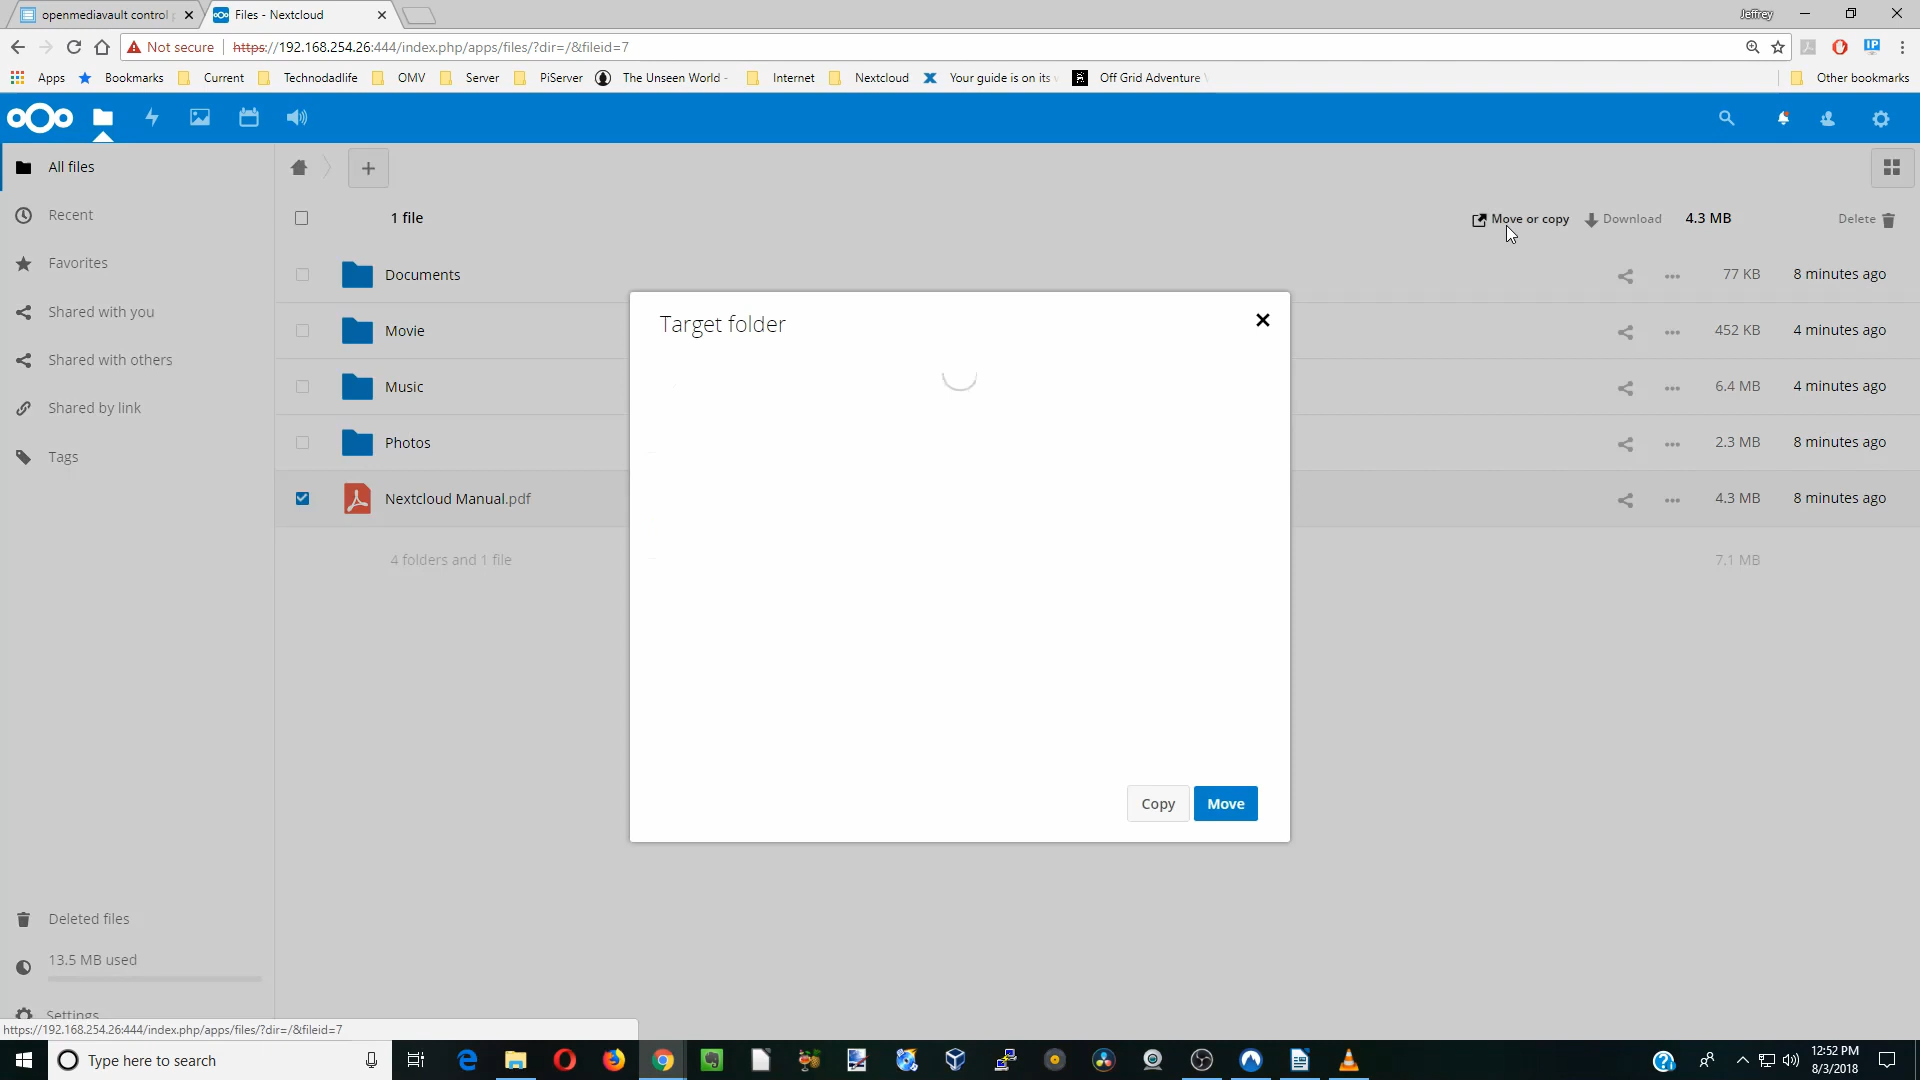 openmediavault control
Files - Nextcloud
Jeffrey
Not secure
https://192.168.254.26:444/index.php/apps/files/?dir=/&fileid=7
Apps
Bookmarks
Current
Technodadlife
OMV
Server
PiServer
The Unseen World -
Internet
Nextcloud
Your guide is on its
Off Grid Adventure
Other bookmarks
All files
Recent
Favorites
Shared with you
Shared with others
Shared by link
Tags
Deleted files
13.5 MB used
Settings
1 file
Move or copy
Download
4.3 MB
Delete
Documents
77 KB
8 minutes ago
Movie
452 KB
4 minutes ago
Music
6.4 MB
4 minutes ago
Photos
2.3 MB
8 minutes ago
Nextcloud Manual.pdf
4.3 MB
8 minutes ago
4 folders and 1 file
7.1 MB
Target folder
Copy
Move
https://192.168.254.26:444/index.php/apps/files/?dir=/&fileid=7
Type here to search
12:52 PM
8/3/2018